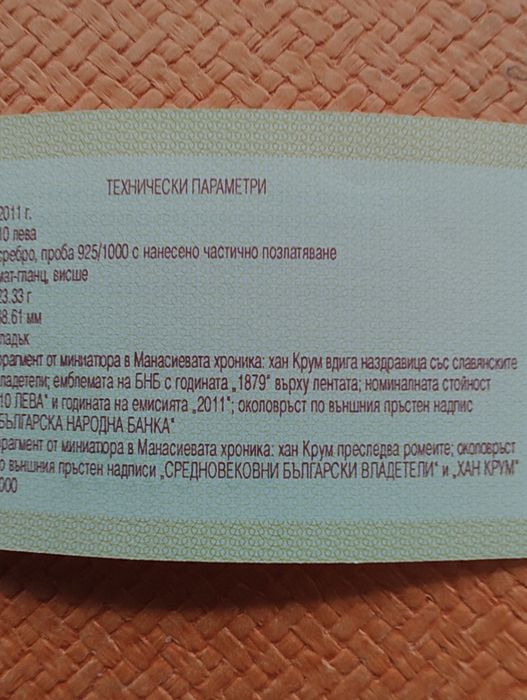 ТЕХНИЧЕСКИ ПАРАМЕТРИ
2011 г.
10 лева
сребро, проба 925/1000 с нанесено частично позлатяване
мат-гланц, висше
23.33 г
38.61 мм
гладък
фрагмент от миниатюра в Манасиевата хроника: хан Крум вдига наздравица със славянските
владетели; емблемата на БНБ с годината „1879" върху лентата; номиналната стойност
10 ЛЕВА" и годината на емисията „2011"; околовръст по външния пръстен надпис
БЪЛГАРСКА НАРОДНА БАНКА"
фрагмент от миниатюра в Манасиевата хроника: хан Крум преследва ромеите; околовръст
по външния пръстен надписи „СРЕДНОВЕКОВНИ БЪЛГАРСКИ ВЛАДЕТЕЛИ" и „ХАН КРУМ"
000